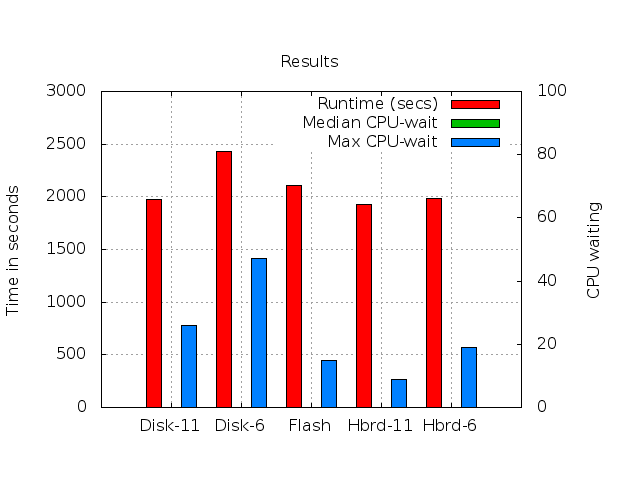 Results
3000
2500
2000
1500
1000
500
0
Time in seconds
Runtime (secs)
Median CPU-wait
Max CPU-wait
100
80
60
40
20
0
CPU waiting
Disk-11 Disk-6 Flash Hbrd-11 Hbrd-6